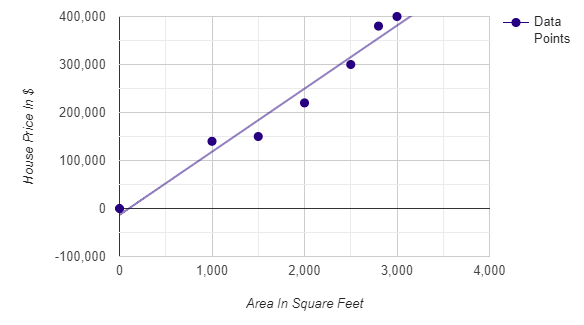 400,000
300,000
200,000
100,000
0
-100,000
House Price In $
0 1,000 2,000 3,000 4,000
Area In Square Feet
Data
Points